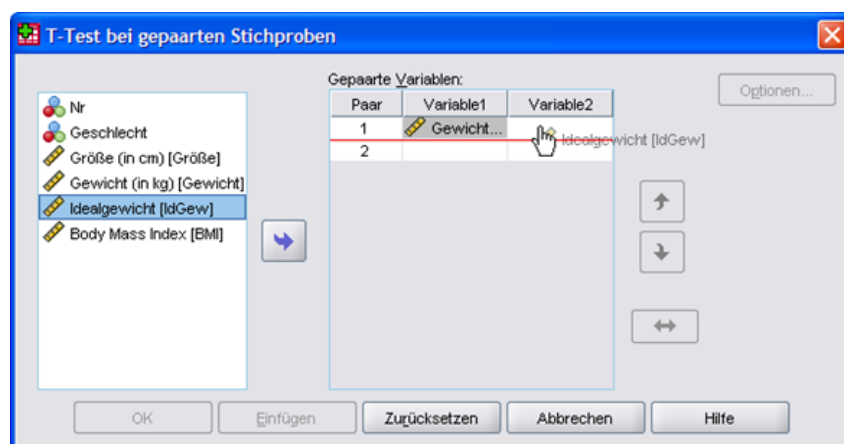 T-Test bei gepaarten Stichproben
Gepaarte Variablen:
Optionen...
Nr
Geschlecht
Größe (in cm) [Größe]
Gewicht (in kg) [Gewicht]
Idealgewicht [IdGew]
Body Mass Index [BMI]
Paar Variable1 Variable2
1 Gewicht...
Idealgewicht [IdGew]
2
OK Einfügen Zurücksetzen Abbrechen Hilfe